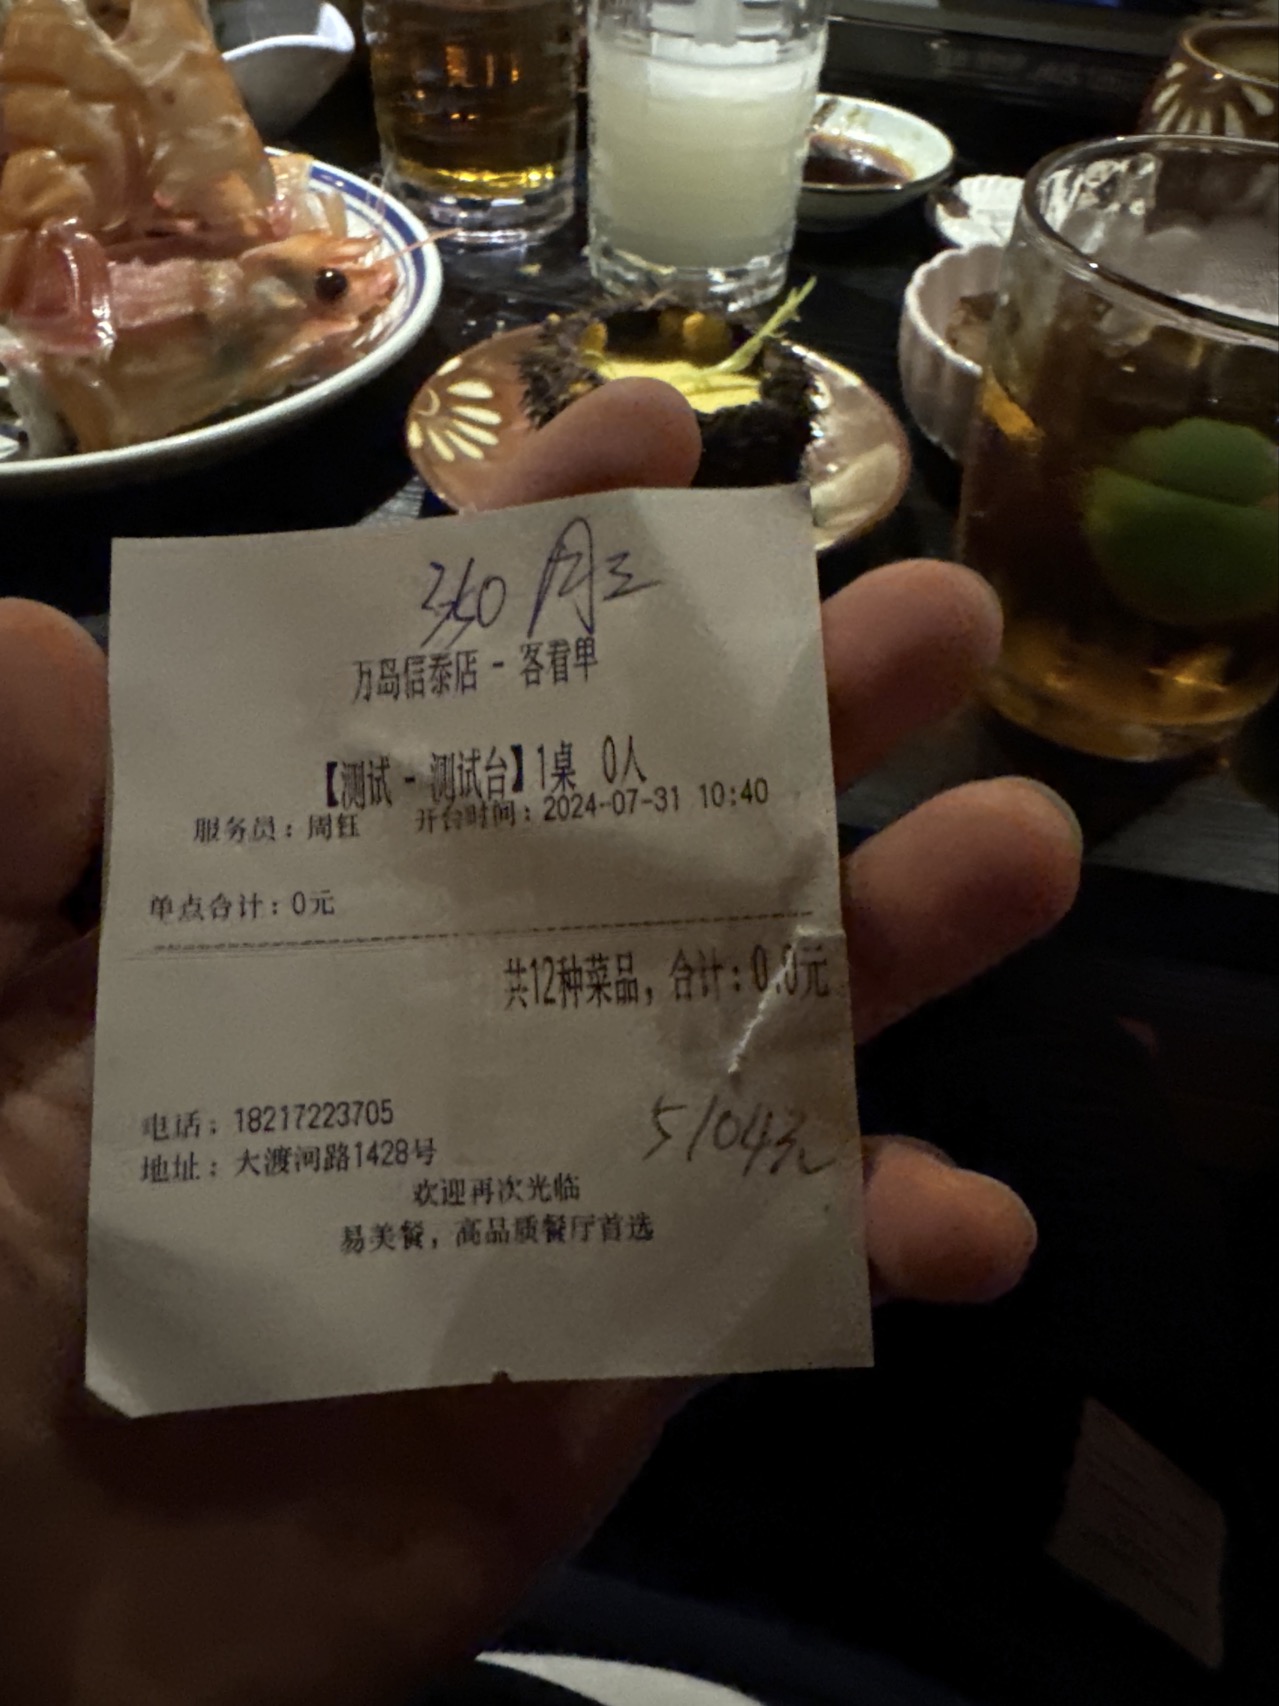 360 周三
万岛信泰店 - 客看单
【测试 - 测试台】1桌 0人
服务员：周钰 开台时间：2024-07-31 10:40
单点合计：0元
共12种菜品，合计：0.0元
电话：18217223705
5104元
地址：大渡河路1428号
欢迎再次光临
易美餐，高品质餐厅首选